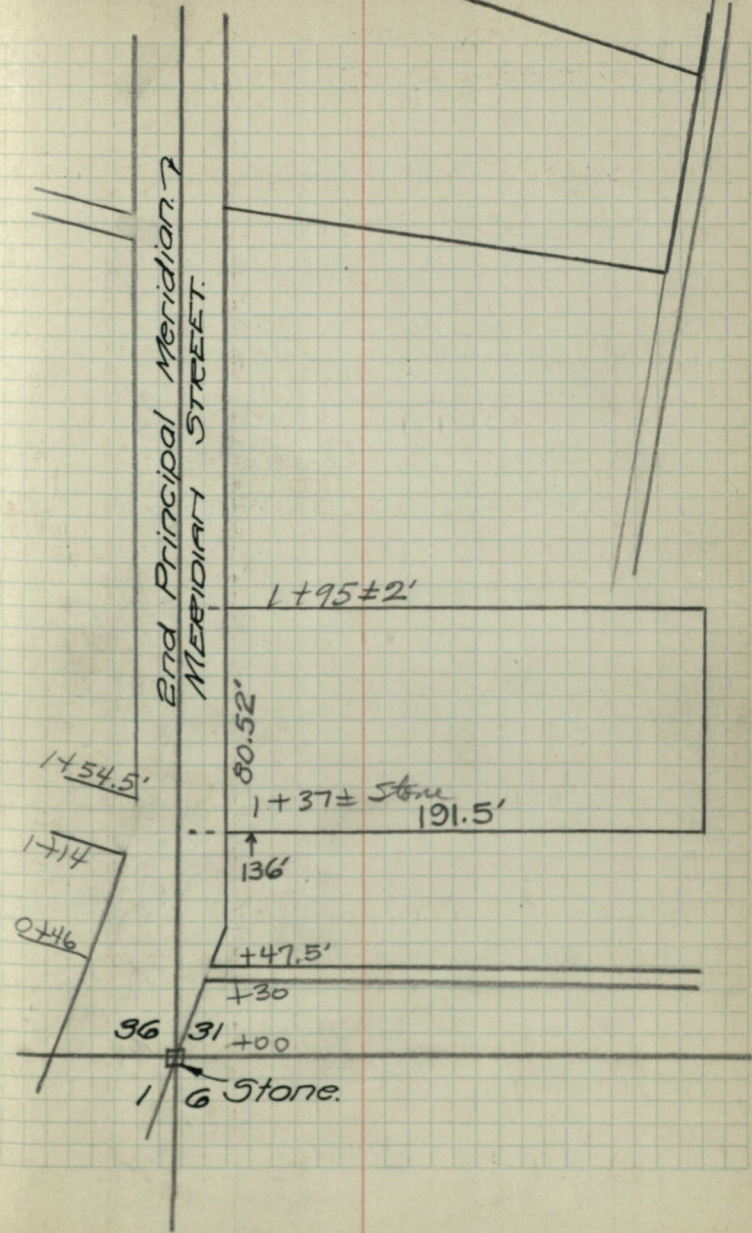 2nd Principal Meridian.
MERIDIAN STREET.
1+95±2'
80.52'
1+54.5'
1+37± Stone
191.5'
1+14
136'
0+46
+47.5'
+30
36 31
+00
1 6 Stone.